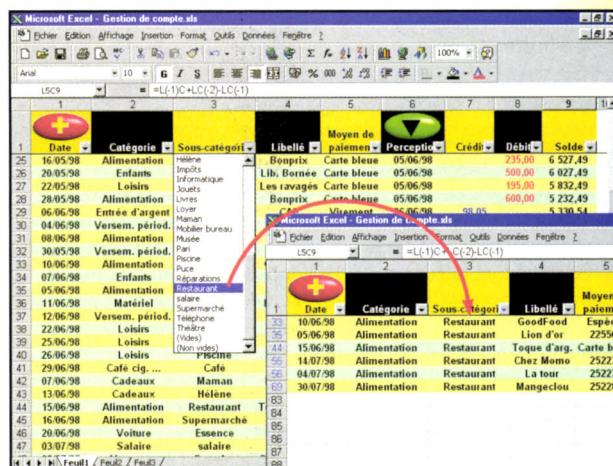 Microsoft Excel - Gestion de compte.xls
Fichier Edition Affichage Insertion Format Outils Données Fenêtre ?
100%
Arial 10 G I S
L5C9 = =L(-1)C+LC(-2)-LC(-1)
1 2 3 4 5 6 7 8 9 10
1 Date Catégorie Sous-catégori Libellé Moyen de paiemen Perceptio Crédit Débit Solde
25 16/05/98 Alimentation Bonprix Carte bleue 05/06/98 235,00 6 527,49
26 20/05/98 Enfants Lib. Bornée Carte bleue 05/06/98 500,00 6 027,49
27 22/05/98 Loisirs Les ravagés Carte bleue 05/06/98 195,00 5 832,49
28 28/05/98 Alimentation Bonprix Carte bleue 05/06/98 600,00 5 232,49
29 06/06/98 Entrée d'argent CAF Virement 06/06/98 98,05 5 330,54
30 04/06/98 Versem. périod.
31 08/06/98 Alimentation
32 30/05/98 Versem. périod.
33 10/06/98 Alimentation
34 07/06/98 Enfants
35 05/06/98 Alimentation
36 11/06/98 Matériel
37 12/06/98 Versem. périod.
38 22/06/98 Loisirs
39 25/06/98 Loisirs
40 26/06/98 Loisirs Piscine
41 29/06/98 Café cig. ... Café
42 07/06/98 Cadeaux Maman
43 13/06/98 Cadeaux Hélène
44 15/06/98 Alimentation Restaurant
45 16/06/98 Alimentation Supermarché
46 20/06/98 Voiture Essence
47 03/07/98 Salaire salaire
Feuil1 Feuil2 Feuil3
Hélène
Impôts
Informatique
Jouets
Livres
Loyer
Maman
Mobilier bureau
Musée
Pari
Piscine
Puce
Réparations
Restaurant
salaire
Supermarché
Téléphone
Théâtre
(Vides)
(Non vides)
Microsoft Excel - Gestion de compte.xls
Fichier Edition Affichage Insertion Format Outils Données Fenêtre ?
L5C9 = =L(-1)C+LC(-2)-LC(-1)
1 2 3 4 5
1 Date Catégorie Sous-catégori Libellé Moyen paiem
33 10/06/98 Alimentation Restaurant GoodFood Espèc
35 05/06/98 Alimentation Restaurant Lion d'or 22550
44 15/06/98 Alimentation Restaurant Toque d'arg. Carte b
55 14/07/98 Alimentation Restaurant Chez Momo 2522
56 04/07/98 Alimentation Restaurant La tour 2522
69 30/07/98 Alimentation Restaurant Mangeclou 2522
83
84
85
86
87
88